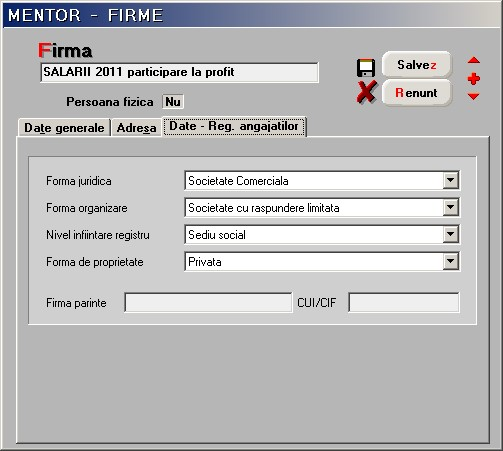 MENTOR - FIRME
Firma
SALARII 2011 participare la profit
Salvez
Persoana fizica Nu
Renunt
Date generale Adresa Date - Reg. angajatilor
Forma juridica Societate Comerciala
Forma organizare Societate cu raspundere limitata
Nivel infiintare registru Sediu social
Forma de proprietate Privata
Firma parinte CUI/CIF